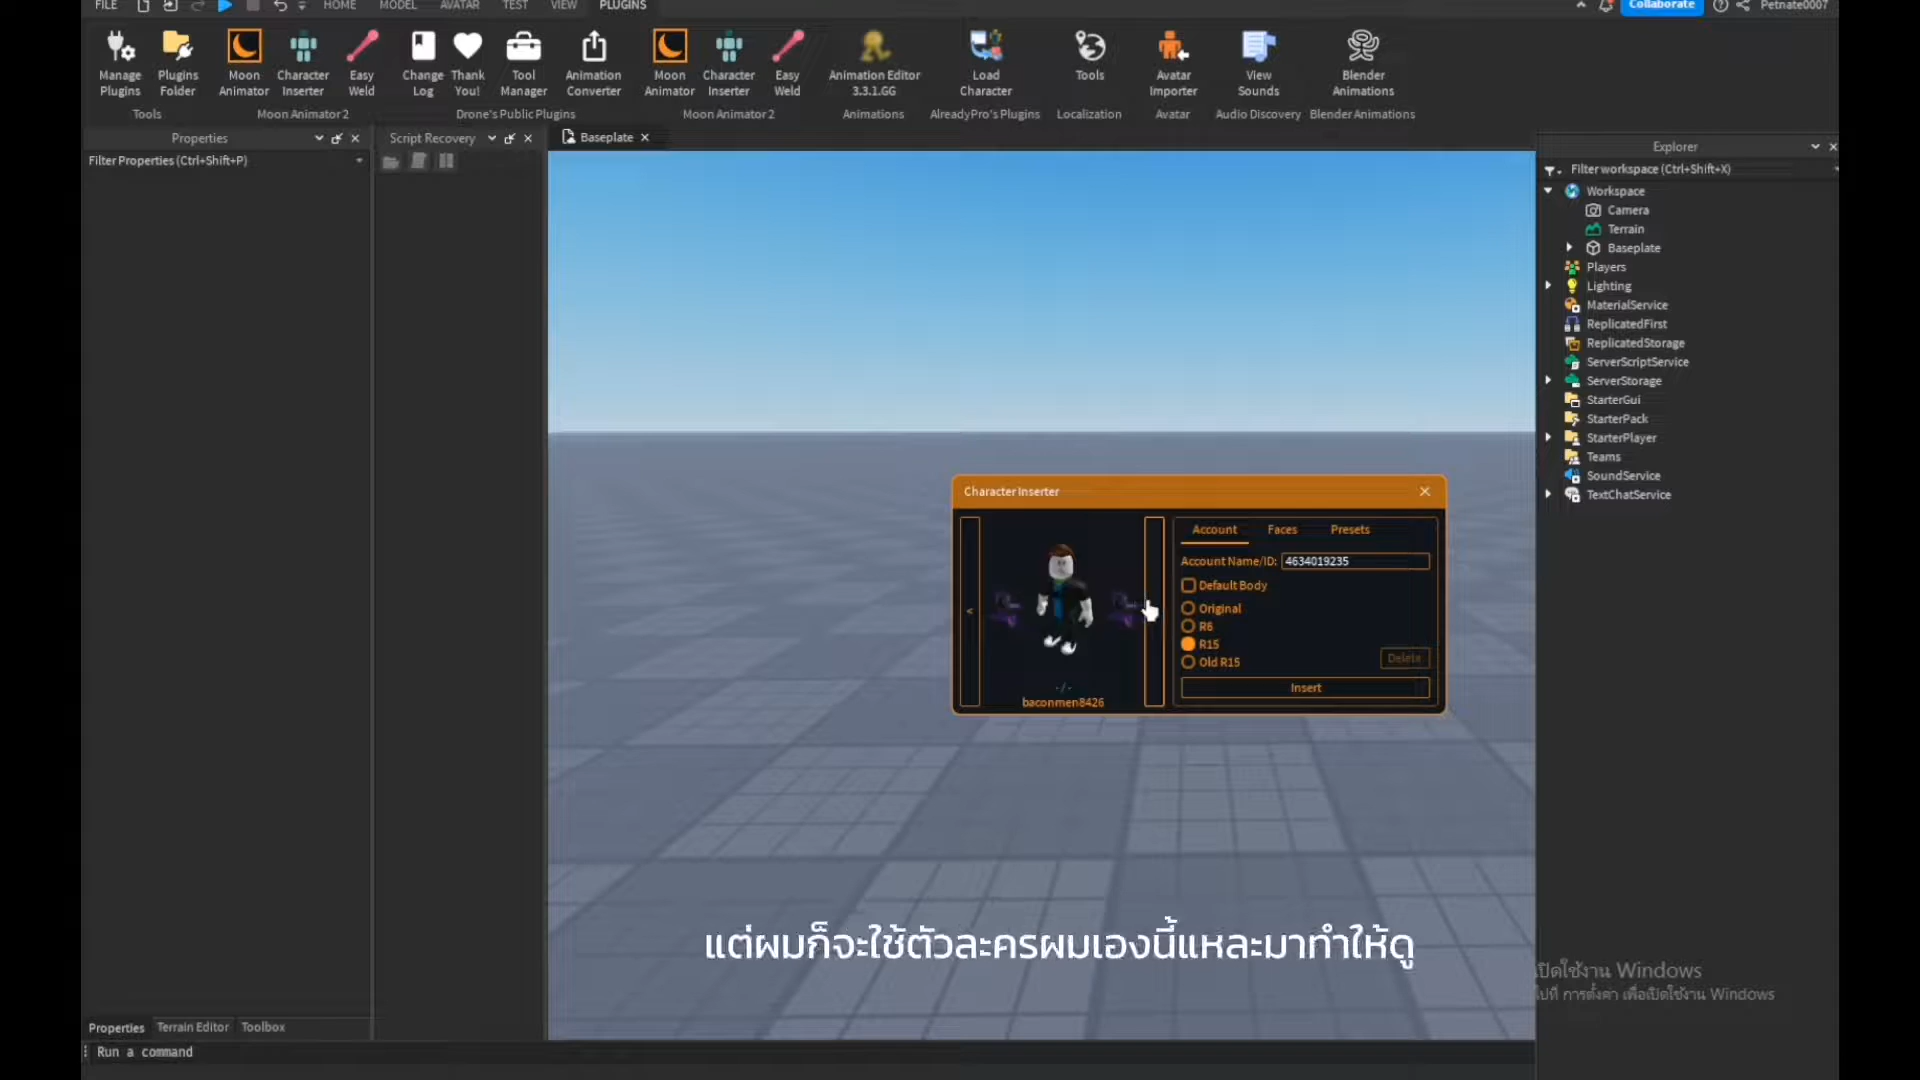 FILE HOME MODEL AVATAR TEST VIEW PLUGINS Collaborate Petnate0007
Manage Plugins
Plugins Folder
Moon Animator
Character Inserter
Easy Weld
Change Log
Thank You!
Tool Manager
Animation Converter
Moon Animator
Character Inserter
Easy Weld
Animation Editor 3.3.1.GG
Load Character
Tools
Avatar Importer
View Sounds
Blender Animations
Tools
Moon Animator 2
Drone's Public Plugins
Moon Animator 2
Animations
AlreadyPro's Plugins
Localization
Avatar
Audio Discovery
Blender Animations
Properties
Filter Properties (Ctrl+Shift+P)
Script Recovery
Baseplate
Explorer
Filter workspace (Ctrl+Shift+X)
Workspace
Camera
Terrain
Baseplate
Players
Lighting
MaterialService
ReplicatedFirst
ReplicatedStorage
ServerScriptService
ServerStorage
StarterGui
StarterPack
StarterPlayer
Teams
SoundService
TextChatService
Character Inserter
Account Faces Presets
Account Name/ID: 4634019235
Default Body
Original
R6
R15
Old R15
Delete
Insert
<
-/-
baconmen8426
แต่ผมก็จะใช้ตัวละครผมเองนี้แหละมาทำให้ดู
เปิดใช้งาน Windows
ไปที่ การตั้งค่า เพื่อเปิดใช้งาน Windows
Properties Terrain Editor Toolbox
Run a command